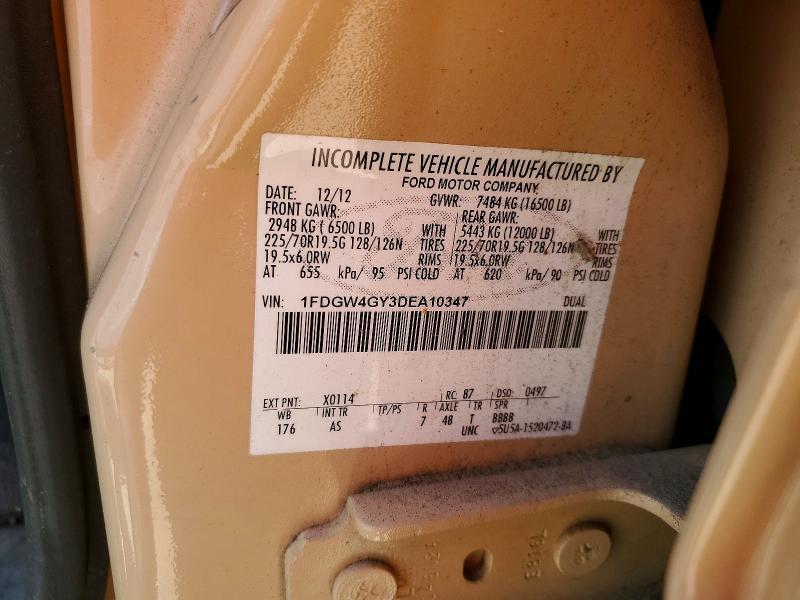 INCOMPLETE VEHICLE MANUFACTURED BY
FORD MOTOR COMPANY
DATE: 12/12 GVWR: 7484 KG (16500 LB)
FRONT GAWR: REAR GAWR:
2948 KG ( 6500 LB) WITH 5443 KG (12000 LB) WITH
225/70R19.5G 128/126N TIRES 225/70R19.5G 128/126N TIRES
19.5x6.0RW RIMS 19.5x6.0RW RIMS
AT 655 kPa/ 95 PSI COLD AT 620 kPa/ 90 PSI COLD
VIN: 1FDGW4GY3DEA10347 DUAL
EXT PNT: X0114 RC: 87 DSO: 0497
WB INT TR TP/PS R AXLE TR SPR
176 AS 7 48 T BBBB
UNC ▽5U5A-1520472-BA